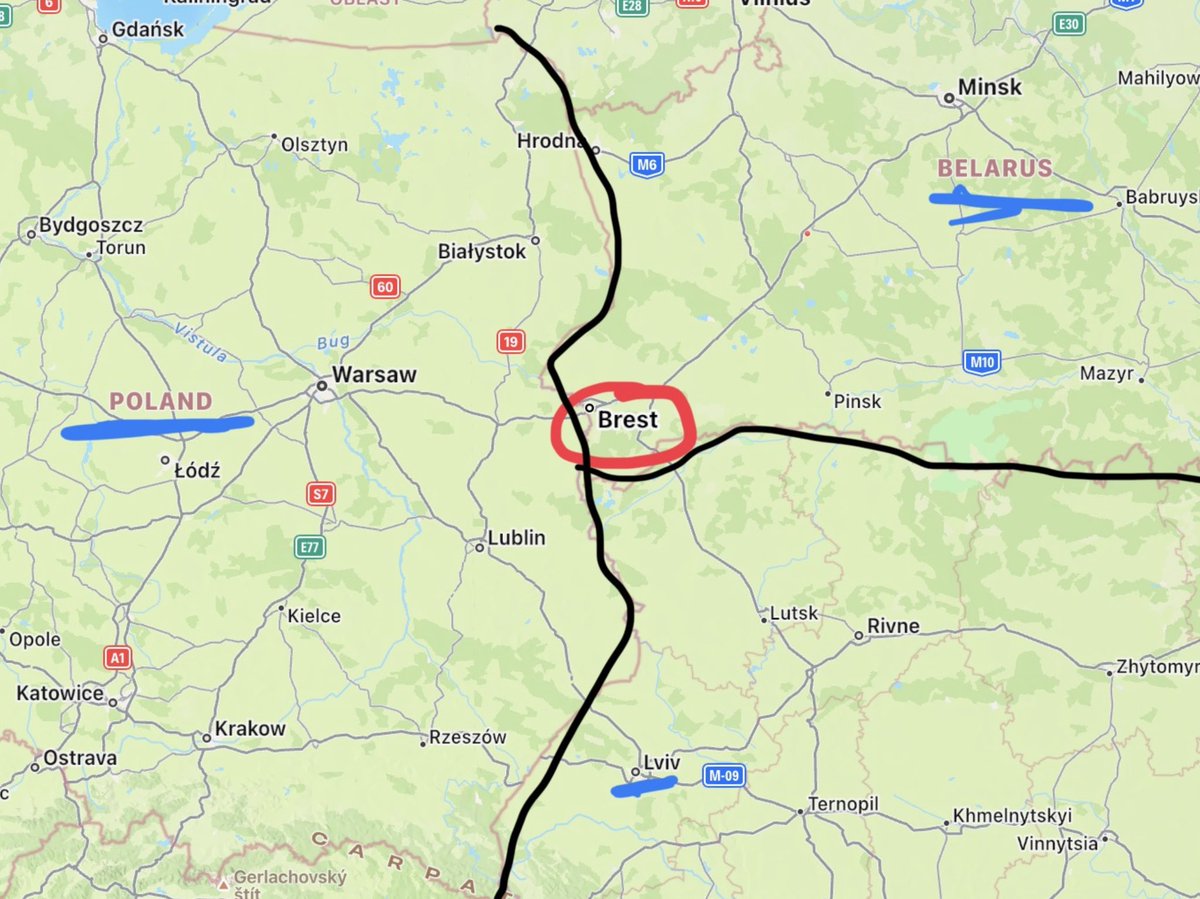 6
Kaliningrad
OBLAST
E28
Vilnius
E30
Gdańsk
Minsk
Mahilyow
Olsztyn
Hrodna
M6
BELARUS
Babruysk
Bydgoszcz
Torun
Białystok
60
Vistula
Bug
19
Warsaw
M10
Mazyr
POLAND
Brest
Pinsk
Łódź
S7
E77
Lublin
Kielce
Lutsk
Rivne
Opole
A1
Zhytomyr
Katowice
Krakow
Rzeszów
Ostrava
Lviv
M-09
Ternopil
Khmelnytskyi
Vinnytsia
CARPA
Gerlachovský
štít